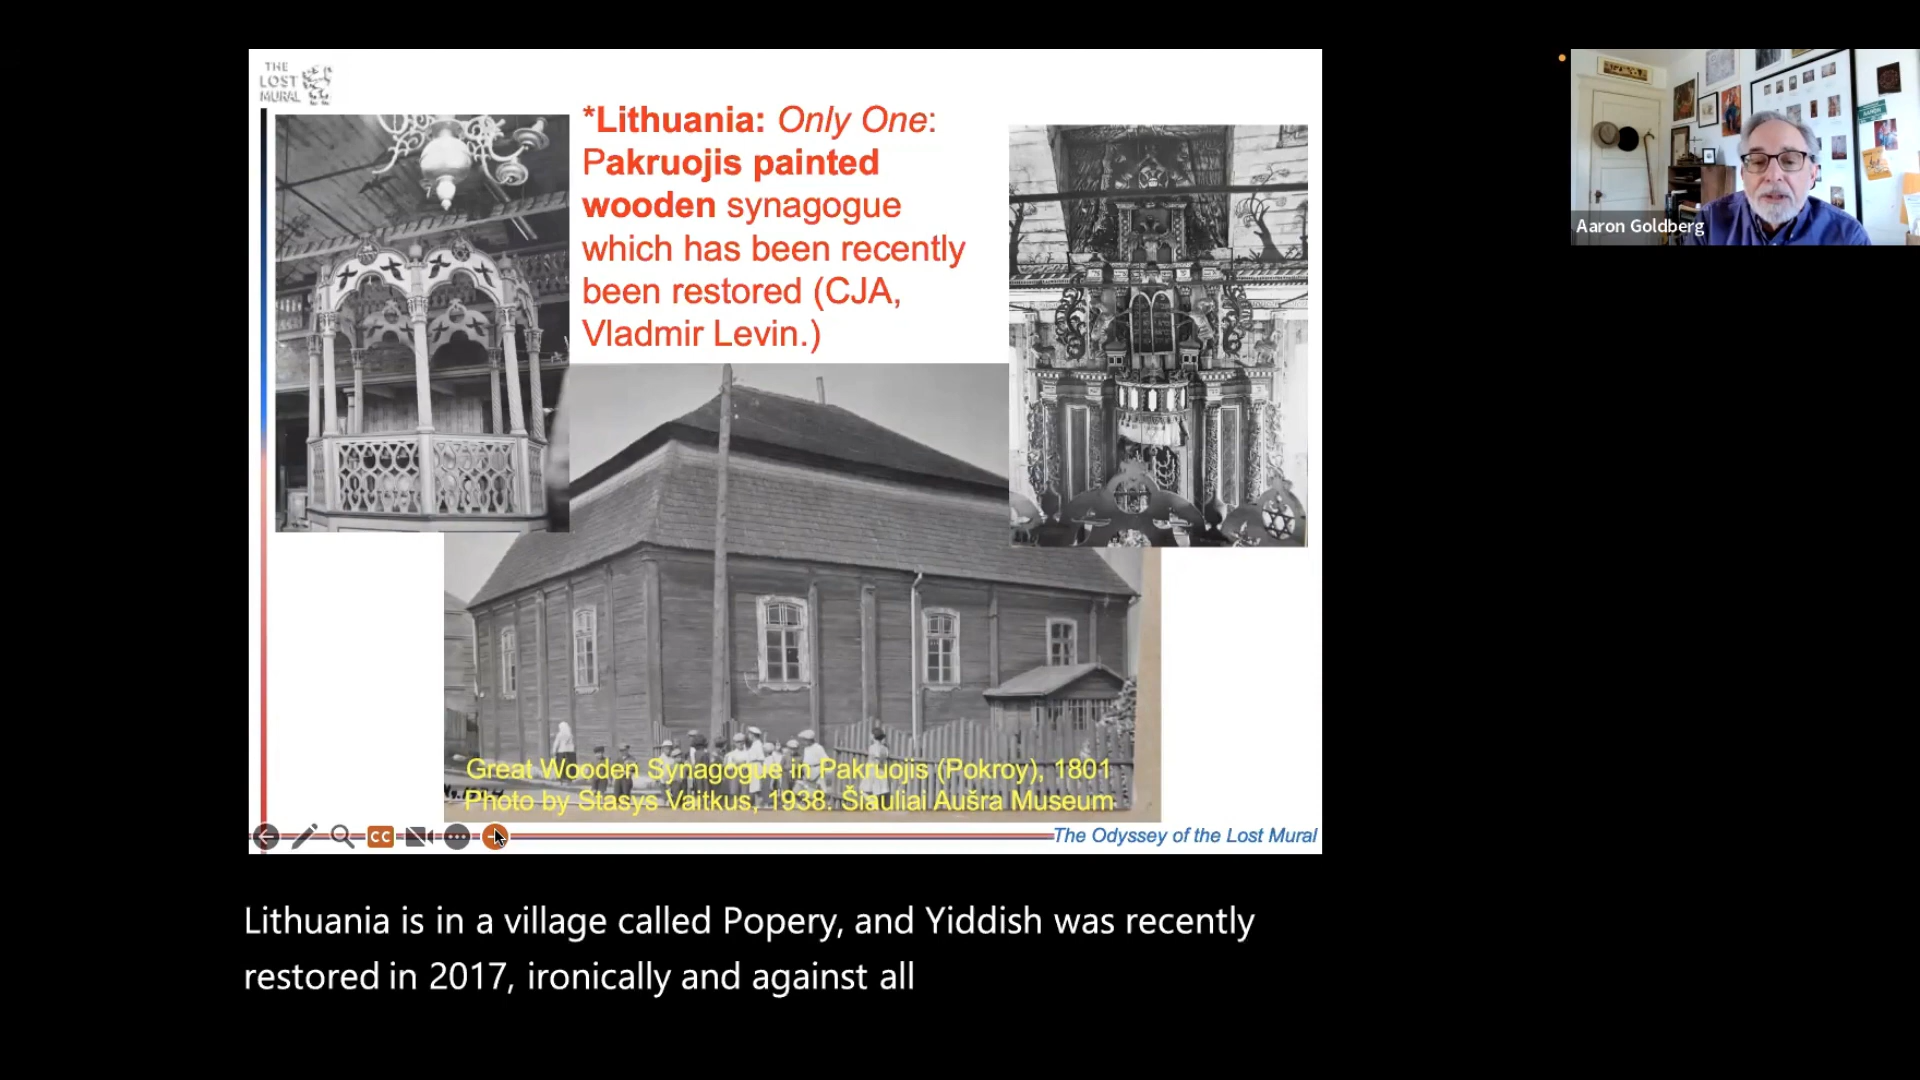 THE
LOST
MURAL
*Lithuania: Only One:
Pakruojis painted
wooden synagogue
which has been recently
been restored (CJA,
Vladmir Levin.)
Great Wooden Synagogue in Pakruojis (Pokroy), 1801
Photo by Stasys Vaitkus, 1938. Šiauliai Aušra Museum
CC
The Odyssey of the Lost Mural
Aaron Goldberg
Lithuania is in a village called Popery, and Yiddish was recently
restored in 2017, ironically and against all